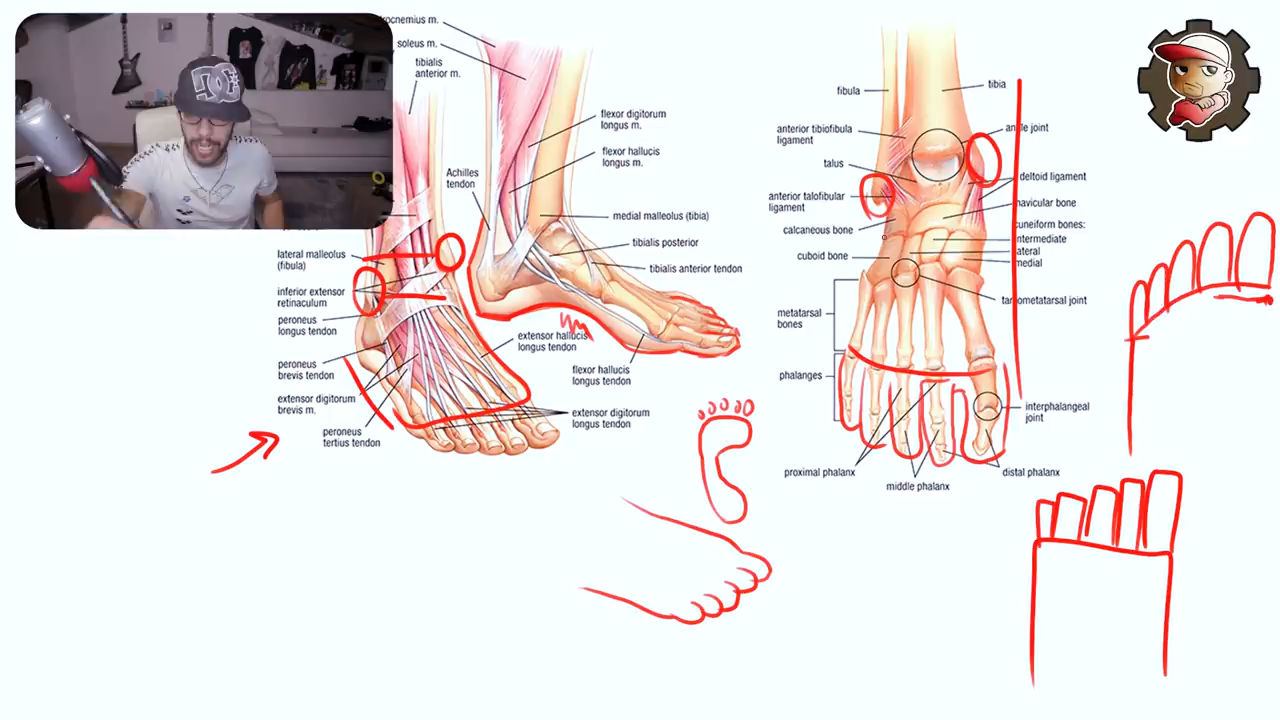 soleus m.
tibialis
anterior m.
flexor digitorum
longus m.
flexor hallucis
longus m.
Achilles
tendon
medial malleolus (tibia)
tibialis posterior
tibialis anterior tendon
lateral malleolus
(fibula)
inferior extensor
retinaculum
peroneus
longus tendon
peroneus
brevis tendon
extensor digitorum
brevis m.
peroneus
tertius tendon
extensor hallucis
longus tendon
flexor hallucis
longus tendon
extensor digitorum
longus tendon
fibula
tibia
anterior tibiofibula
ligament
joint
talus
deltoid ligament
anterior talofibular
ligament
navicular bone
calcaneous bone
cuneiform bones:
intermediate
lateral
medial
cuboid bone
joint
metatarsal
bones
phalanges
interphalangeal
joint
proximal phalanx
middle phalanx
distal phalanx
DC